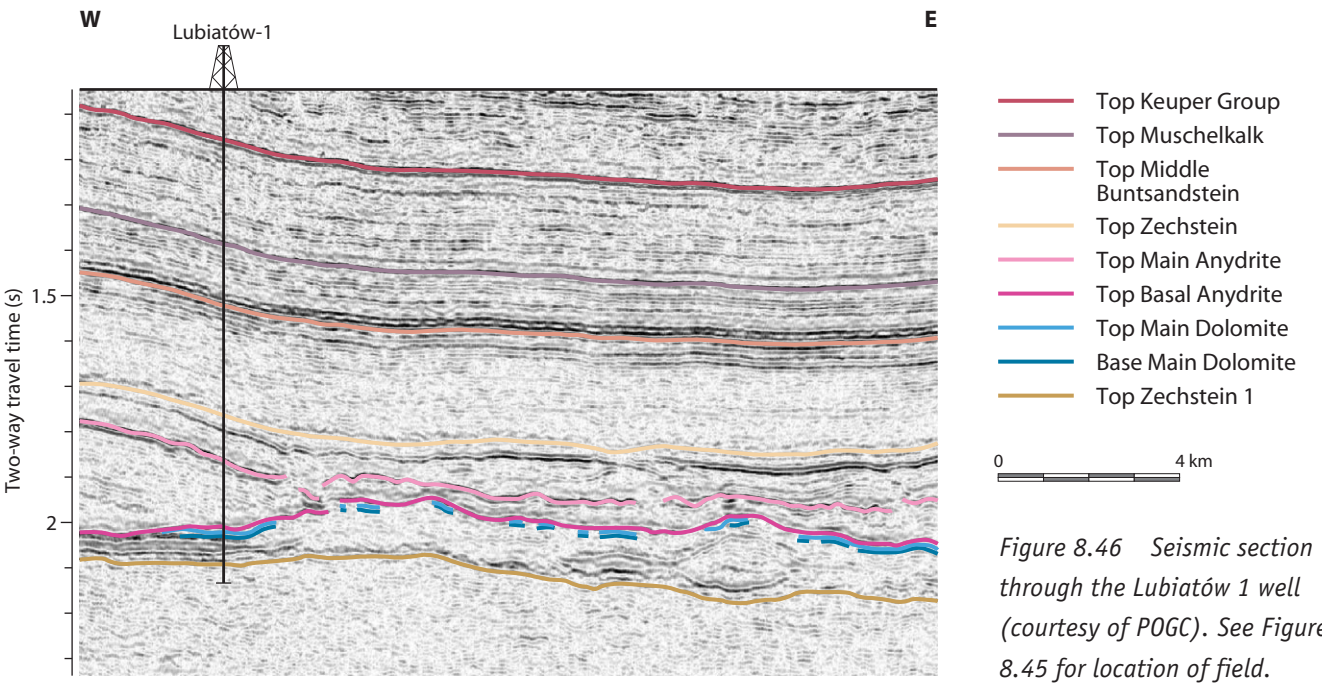 W
E
Lubiatów-1
Two-way travel time (s)
1.5
2
Top Keuper Group
Top Muschelkalk
Top Middle
Buntsandstein
Top Zechstein
Top Main Anydrite
Top Basal Anydrite
Top Main Dolomite
Base Main Dolomite
Top Zechstein 1
0
4 km
Figure 8.46 Seismic section
through the Lubiatów 1 well
(courtesy of POGC). See Figure
8.45 for location of field.